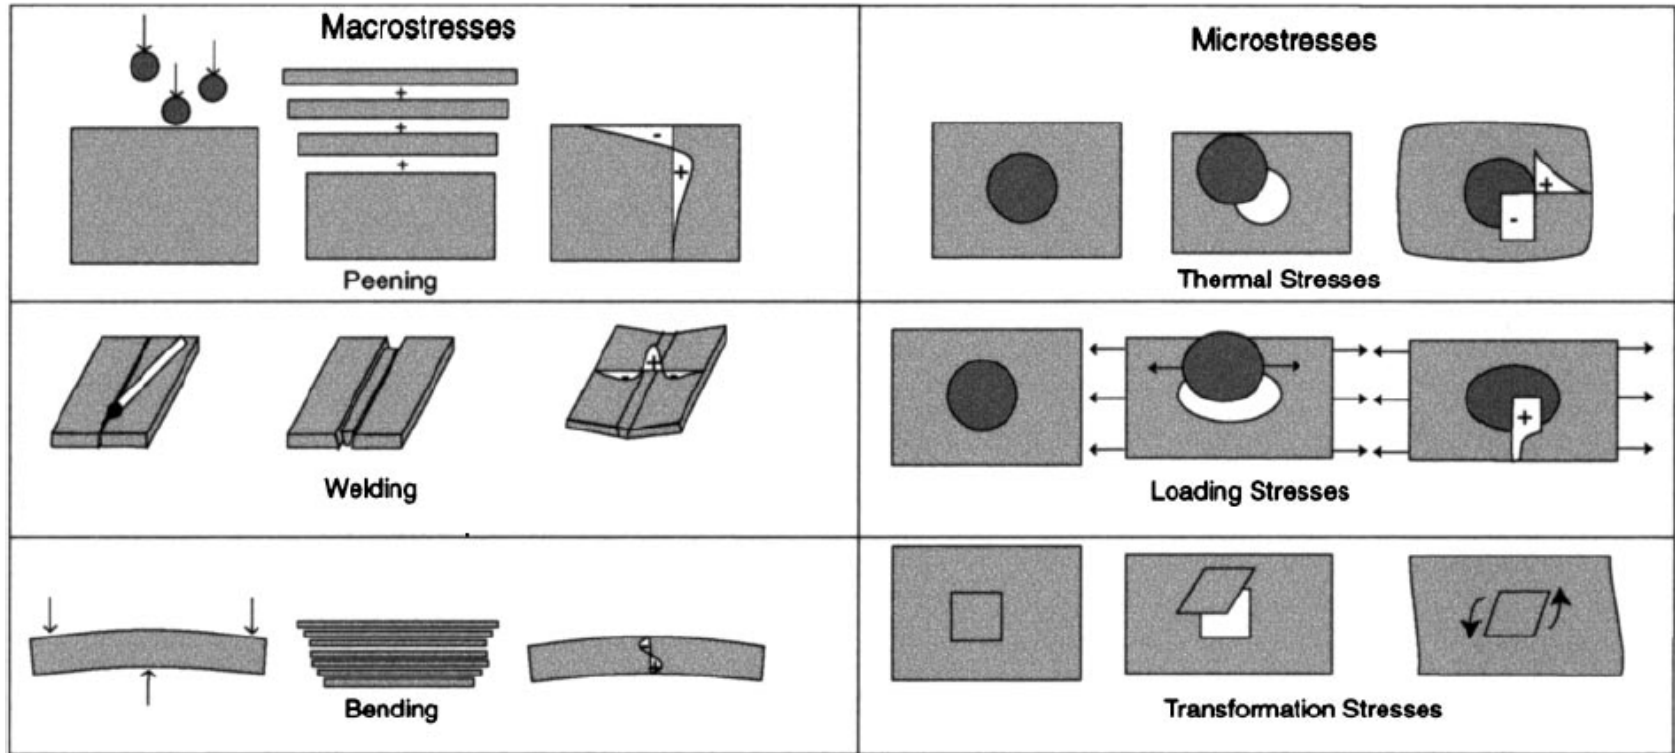 Macrostresses
Microstresses
+
+
+
-
+
Peening
+
-
Thermal Stresses
-
+
-
Welding
+
Loading Stresses
Bending
Transformation Stresses